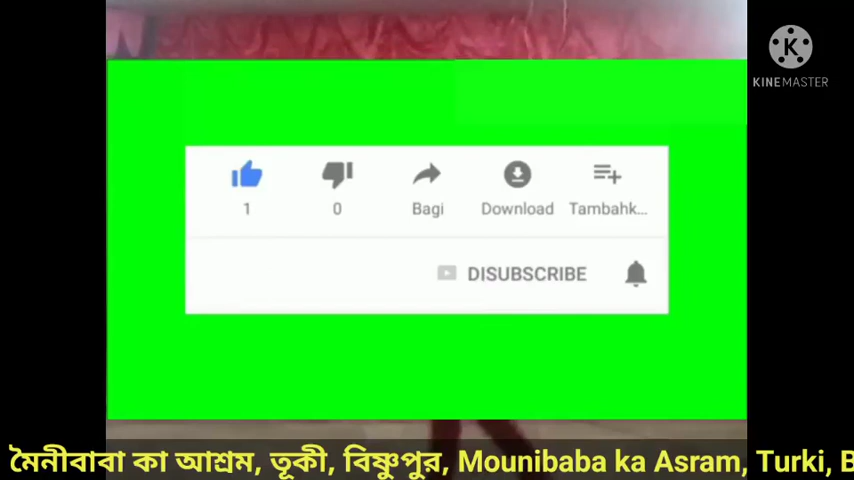 KINEMASTER
1 0 Bagi Download Tambahk...
DISUBSCRIBE
মৈনীবাবা কা আশ্রম, তূর্কী, বিষ্ণুপুর, Mounibaba ka Asram, Turki, B